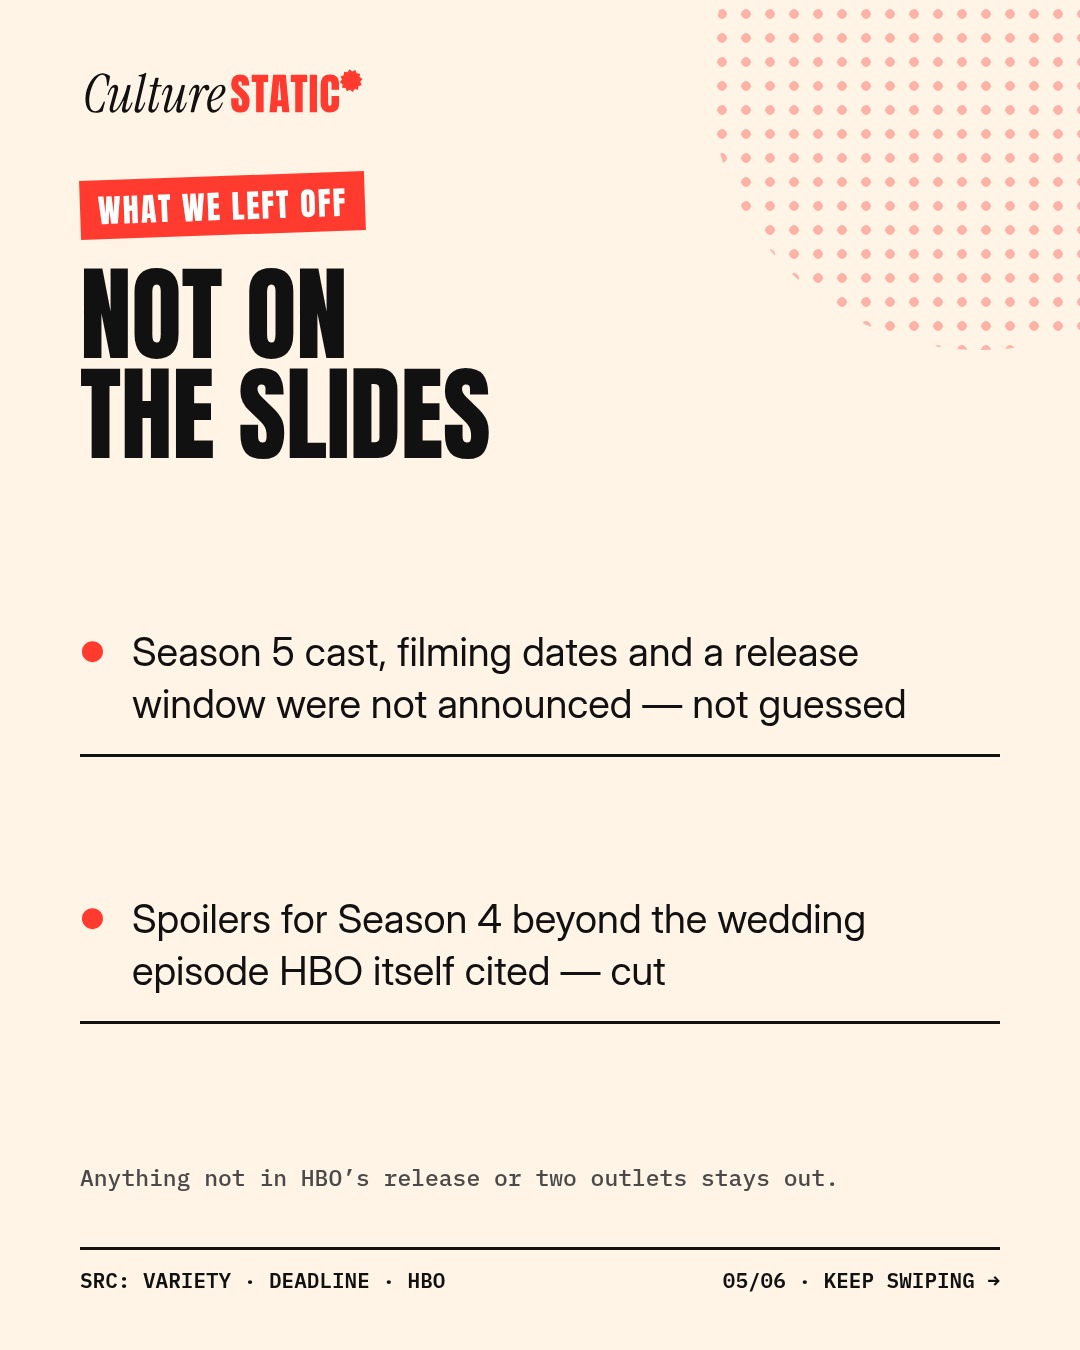 Culture STATIC
WHAT WE LEFT OFF
NOT ON
THE SLIDES
Season 5 cast, filming dates and a release
window were not announced — not guessed
Spoilers for Season 4 beyond the wedding
episode HBO itself cited — cut
Anything not in HBO’s release or two outlets stays out.
SRC: VARIETY · DEADLINE · HBO
05/06 · KEEP SWIPING →